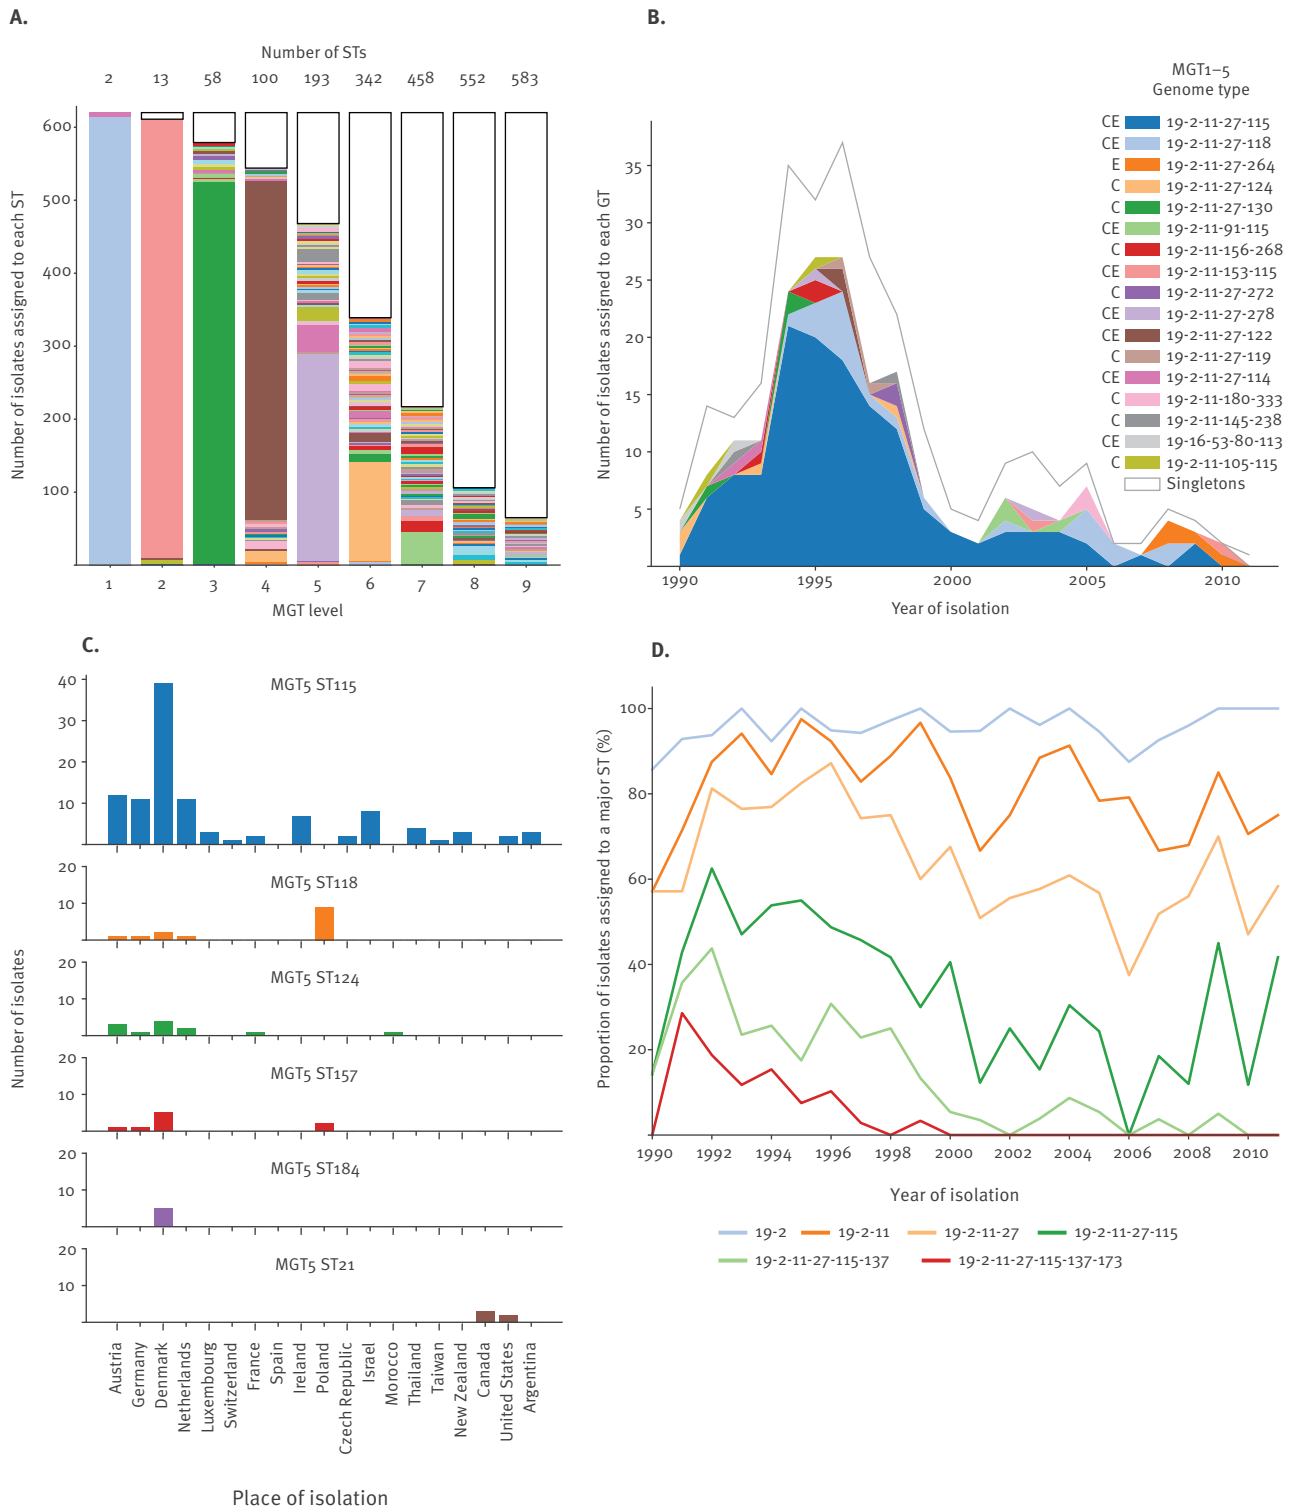 A.
Number of STs
2 13 58 100 193 342 458 552 583
Number of isolates assigned to each ST
600
500
400
300
200
100
1 2 3 4 5 6 7 8 9
MGT level
B.
MGT1–5
Genome type
CE 19-2-11-27-115
CE 19-2-11-27-118
E 19-2-11-27-264
C 19-2-11-27-124
C 19-2-11-27-130
CE 19-2-11-91-115
C 19-2-11-156-268
CE 19-2-11-153-115
C 19-2-11-27-272
CE 19-2-11-27-278
CE 19-2-11-27-122
C 19-2-11-27-119
CE 19-2-11-27-114
C 19-2-11-180-333
C 19-2-11-145-238
CE 19-16-53-80-113
C 19-2-11-105-115
Singletons
Number of isolates assigned to each GT
35
30
25
20
15
10
5
1990 1995 2000 2005 2010
Year of isolation
C.
Number of isolates
MGT5 ST115
40
30
20
10
MGT5 ST118
20
10
MGT5 ST124
20
10
MGT5 ST157
20
10
MGT5 ST184
20
10
MGT5 ST21
20
10
Austria
Germany
Denmark
Netherlands
Luxembourg
Switzerland
France
Spain
Ireland
Poland
Czech Republic
Israel
Morocco
Thailand
Taiwan
New Zealand
Canada
United States
Argentina
Place of isolation
D.
Proportion of isolates assigned to a major ST (%)
100
80
60
40
20
1990 1992 1994 1996 1998 2000 2002 2004 2006 2008 2010
Year of isolation
19-2 19-2-11 19-2-11-27 19-2-11-27-115
19-2-11-27-115-137 19-2-11-27-115-137-173